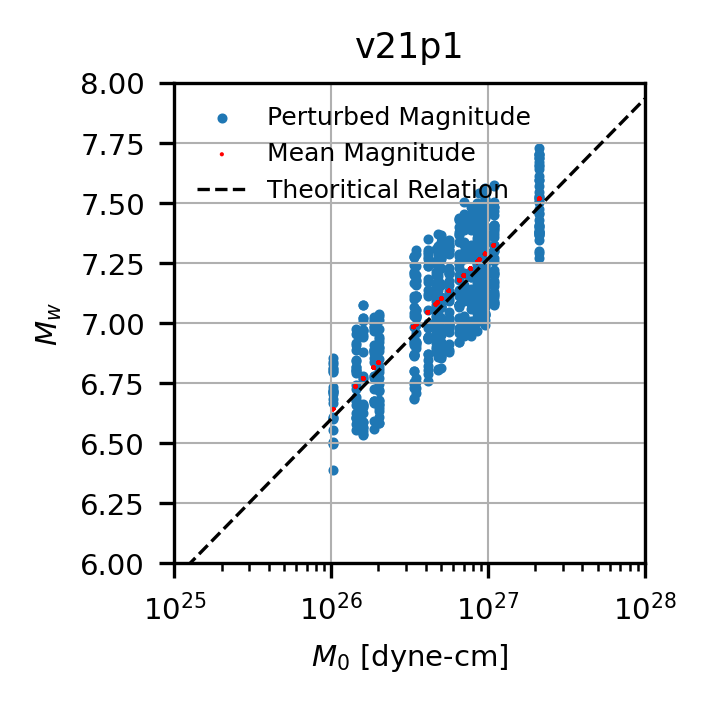 v21p1
8.00
7.75
7.50
7.25
7.00
6.75
6.50
6.25
6.00
Perturbed Magnitude
Mean Magnitude
Theoritical Relation
M_w
10^25 10^26 10^27 10^28
M_0 [dyne-cm]